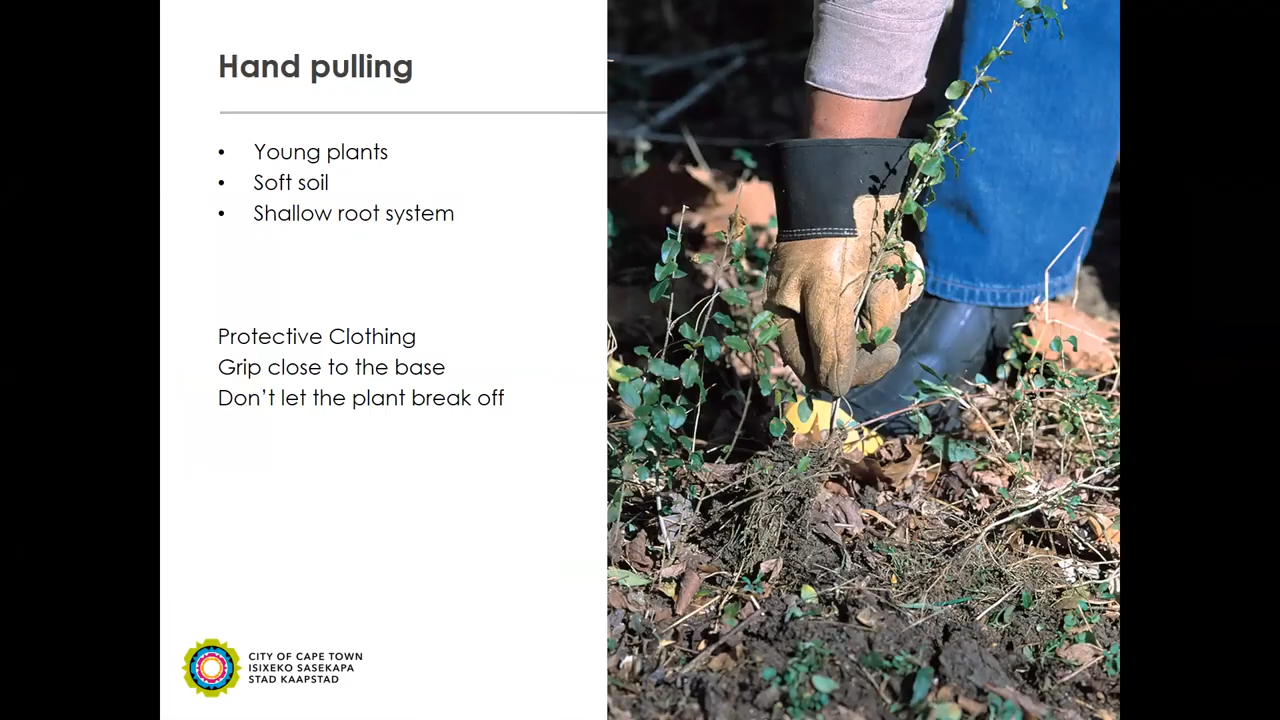 Hand pulling
• Young plants
• Soft soil
• Shallow root system
Protective Clothing
Grip close to the base
Don’t let the plant break off
CITY OF CAPE TOWN
ISIXEKO SASEKAPA
STAD KAAPSTAD